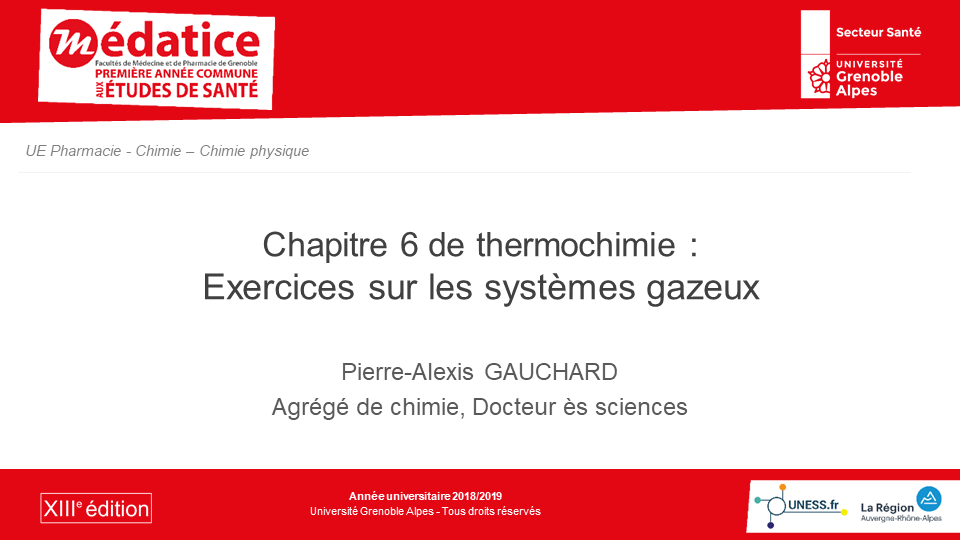 médatice
Facultés de Médecine et de Pharmacie de Grenoble
PREMIÈRE ANNÉE COMMUNE
AUX ÉTUDES DE SANTÉ
Secteur Santé
UNIVERSITÉ
Grenoble
Alpes
UE Pharmacie - Chimie – Chimie physique
Chapitre 6 de thermochimie :
Exercices sur les systèmes gazeux
Pierre-Alexis GAUCHARD
Agrégé de chimie, Docteur ès sciences
XIIIe édition
Année universitaire 2018/2019
Université Grenoble Alpes - Tous droits réservés
UNESS.fr
La Région
Auvergne-Rhône-Alpes